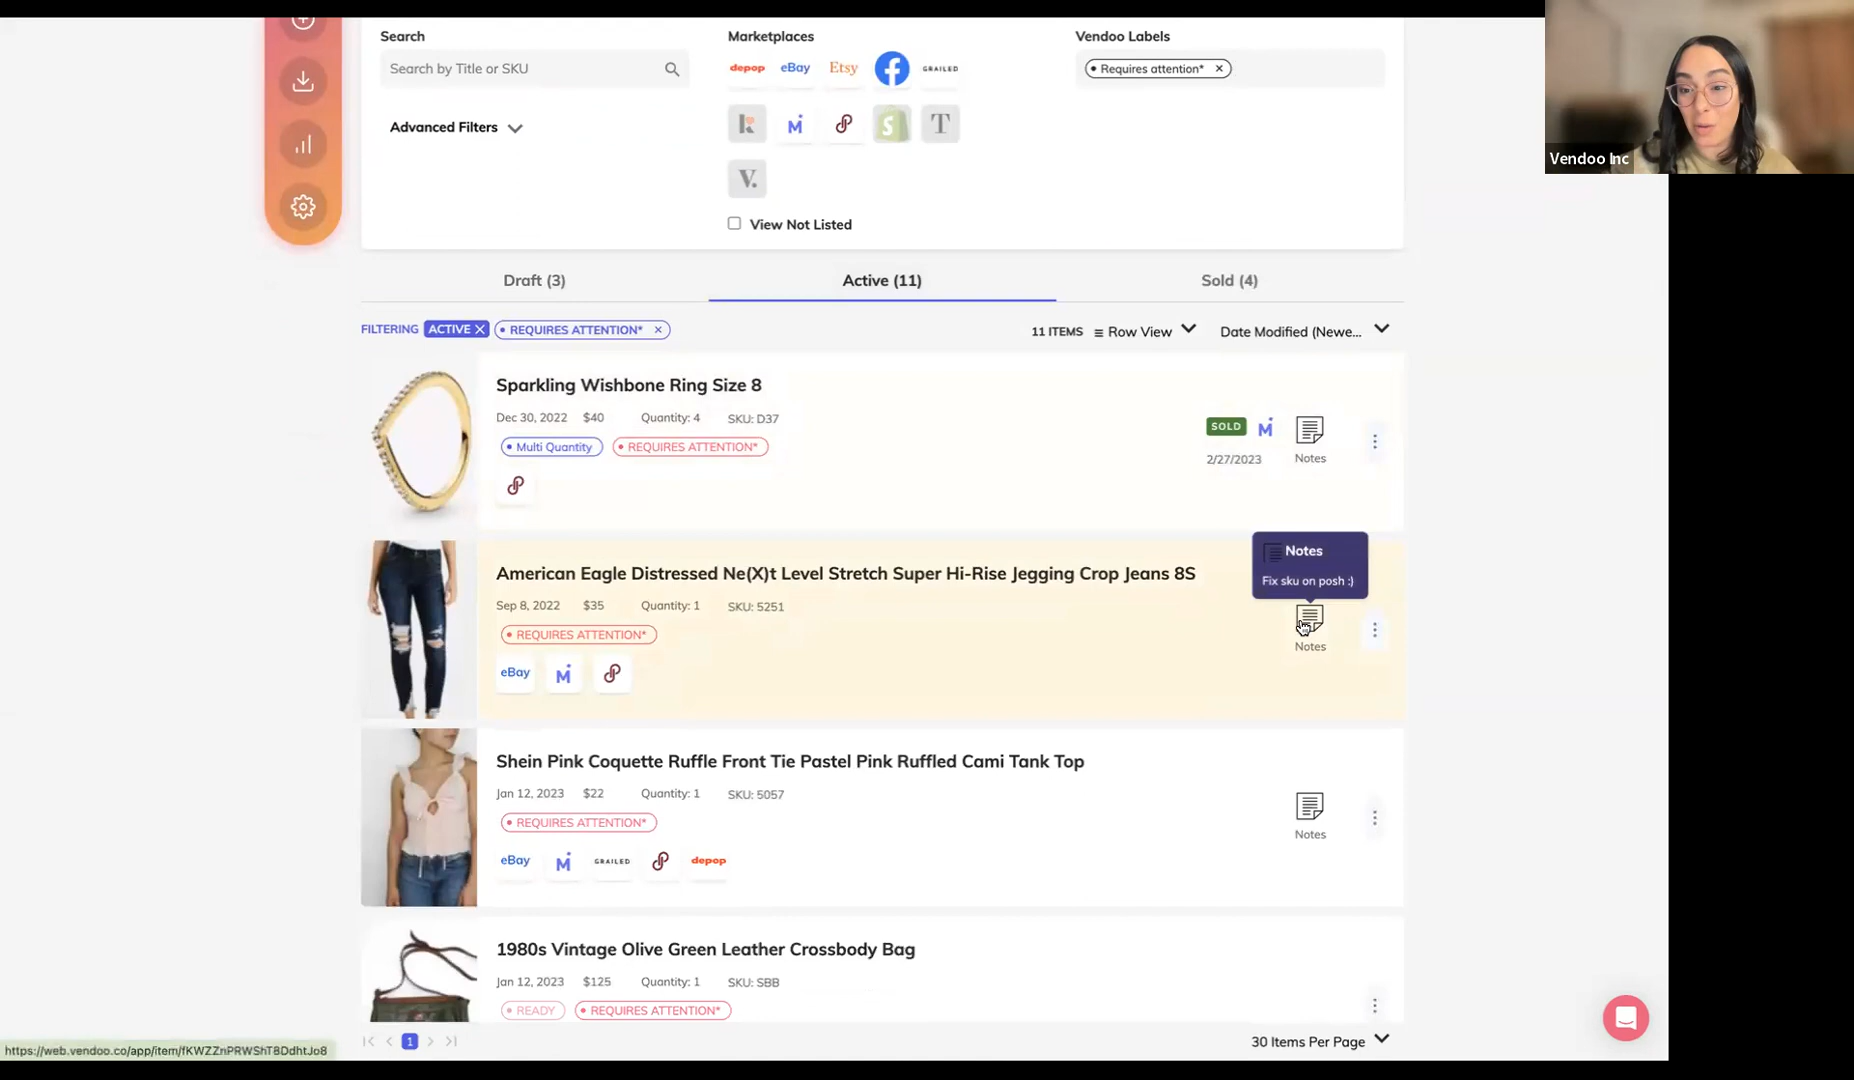 Search
Marketplaces
Vendoo Labels
Search by Title or SKU
depop eBay Etsy GRAILED
• Requires attention* ×
Advanced Filters
View Not Listed
Draft (3)
Active (11)
Sold (4)
FILTERING ACTIVE × • REQUIRES ATTENTION* ×
11 ITEMS Row View Date Modified (Newe...
Sparkling Wishbone Ring Size 8
Dec 30, 2022 $40 Quantity: 4 SKU: D37
• Multi Quantity • REQUIRES ATTENTION*
SOLD
2/27/2023
Notes
Notes
Fix sku on posh :)
American Eagle Distressed Ne(X)t Level Stretch Super Hi-Rise Jegging Crop Jeans 8S
Sep 8, 2022 $35 Quantity: 1 SKU: 5251
• REQUIRES ATTENTION*
Notes
eBay
Shein Pink Coquette Ruffle Front Tie Pastel Pink Ruffled Cami Tank Top
Jan 12, 2023 $22 Quantity: 1 SKU: 5057
• REQUIRES ATTENTION*
Notes
eBay GRAILED depop
1980s Vintage Olive Green Leather Crossbody Bag
Jan 12, 2023 $125 Quantity: 1 SKU: SBB
• READY • REQUIRES ATTENTION*
1
30 Items Per Page
https://web.vendoo.co/app/item/fKWZZnPRWShT8DdhtJo8
Vendoo Inc